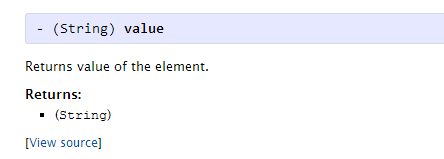 - (String) value
Returns value of the element.
Returns:
▪ (String)
[View source]